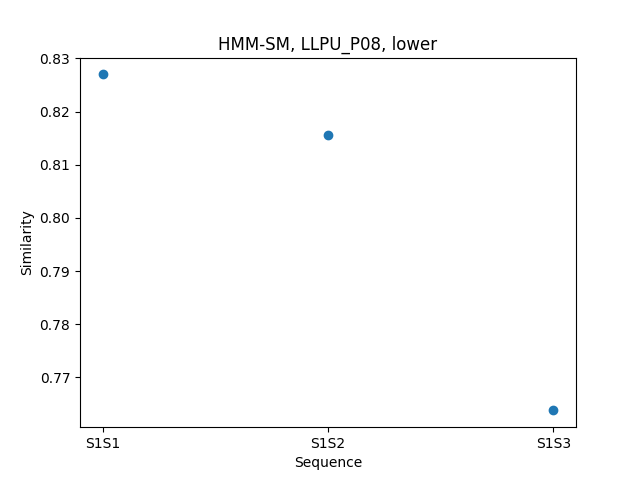 HMM-SM, LLPU_P08, lower
0.83
0.82
0.81
0.80
0.79
0.78
0.77
Similarity
S1S1 S1S2 S1S3
Sequence